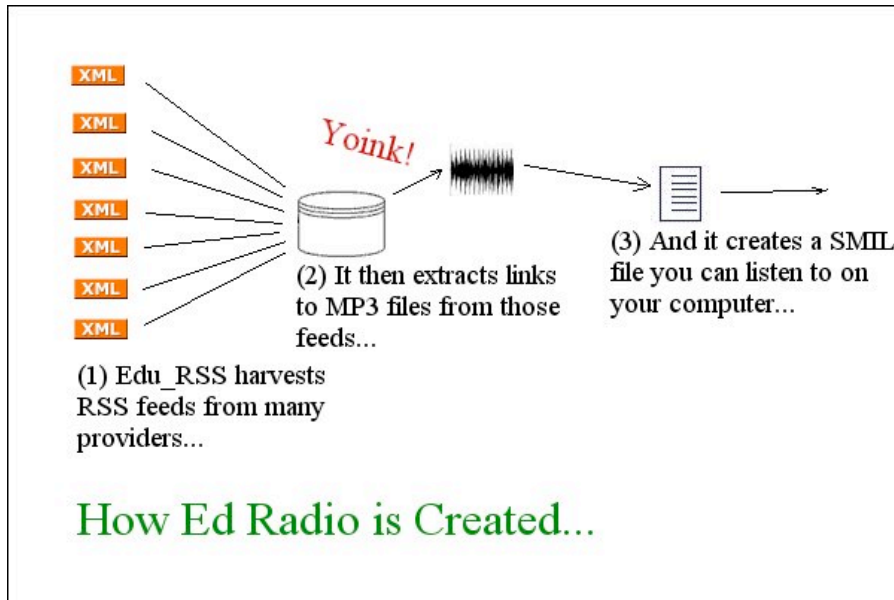 XML
XML
XML
XML
XML
XML
XML
Yoink!
(1) Edu_RSS harvests
RSS feeds from many
providers...
(2) It then extracts links
to MP3 files from those
feeds...
(3) And it creates a SMIL
file you can listen to on
your computer...
How Ed Radio is Created...